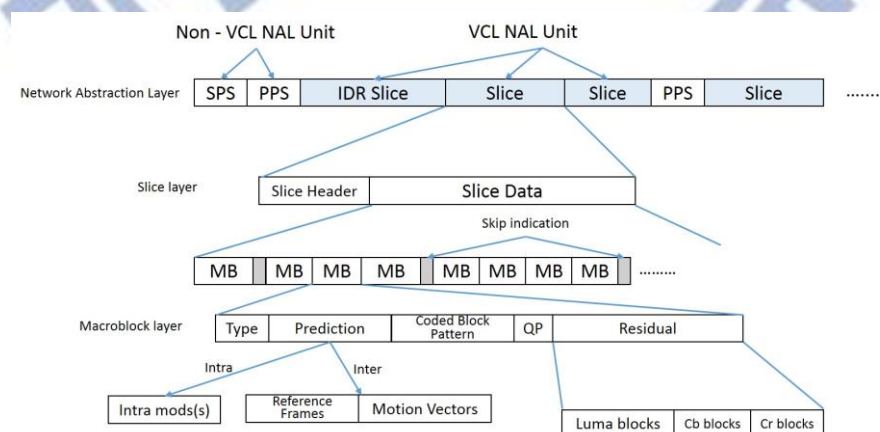 Non - VCL NAL Unit
VCL NAL Unit
Network Abstraction Layer
SPS
PPS
IDR Slice
Slice
Slice
PPS
Slice
........
Slice layer
Slice Header
Slice Data
Skip indication
MB
MB
MB
MB
MB
MB
MB
MB
.........
Macroblock layer
Type
Prediction
Coded Block
Pattern
QP
Residual
Intra
Inter
Intra mods(s)
Reference
Frames
Motion Vectors
Luma blocks
Cb blocks
Cr blocks